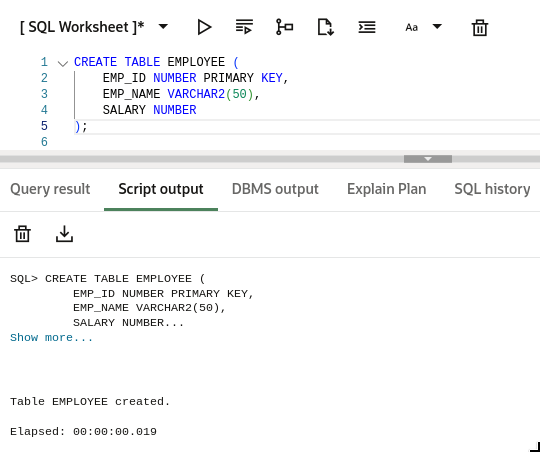 [ SQL Worksheet ]*
Aa
1 CREATE TABLE EMPLOYEE (
2     EMP_ID NUMBER PRIMARY KEY,
3     EMP_NAME VARCHAR2(50),
4     SALARY NUMBER
5 );
6
Query result Script output DBMS output Explain Plan SQL history
SQL> CREATE TABLE EMPLOYEE (
         EMP_ID NUMBER PRIMARY KEY,
         EMP_NAME VARCHAR2(50),
         SALARY NUMBER...
Show more...
Table EMPLOYEE created.
Elapsed: 00:00:00.019